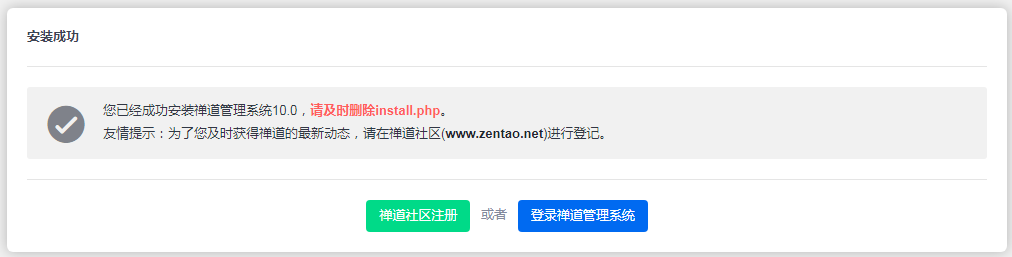 安装成功
您已经成功安装禅道管理系统10.0，请及时删除install.php。
友情提示：为了您及时获得禅道的最新动态，请在禅道社区(www.zentao.net)进行登记。
禅道社区注册 或者 登录禅道管理系统